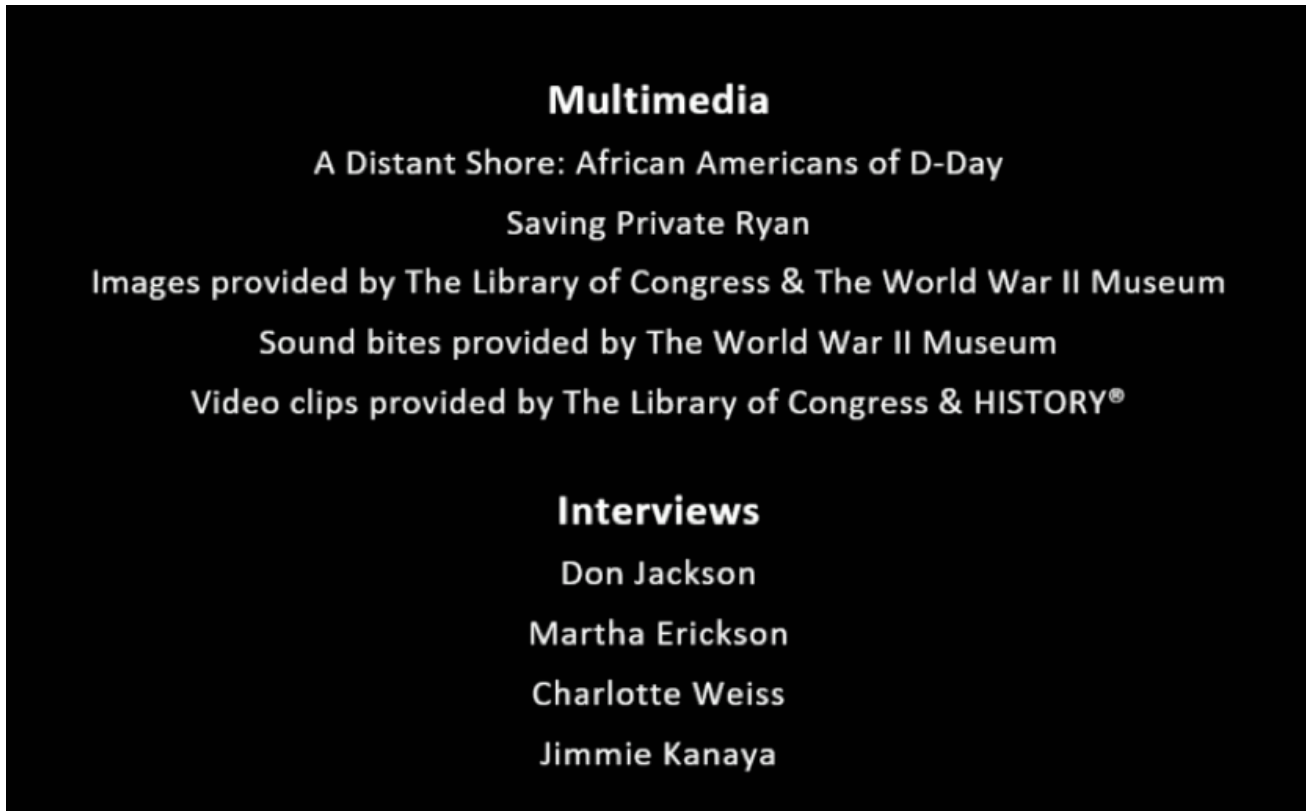 Multimedia
A Distant Shore: African Americans of D-Day
Saving Private Ryan
Images provided by The Library of Congress & The World War II Museum
Sound bites provided by The World War II Museum
Video clips provided by The Library of Congress & HISTORY®
Interviews
Don Jackson
Martha Erickson
Charlotte Weiss
Jimmie Kanaya